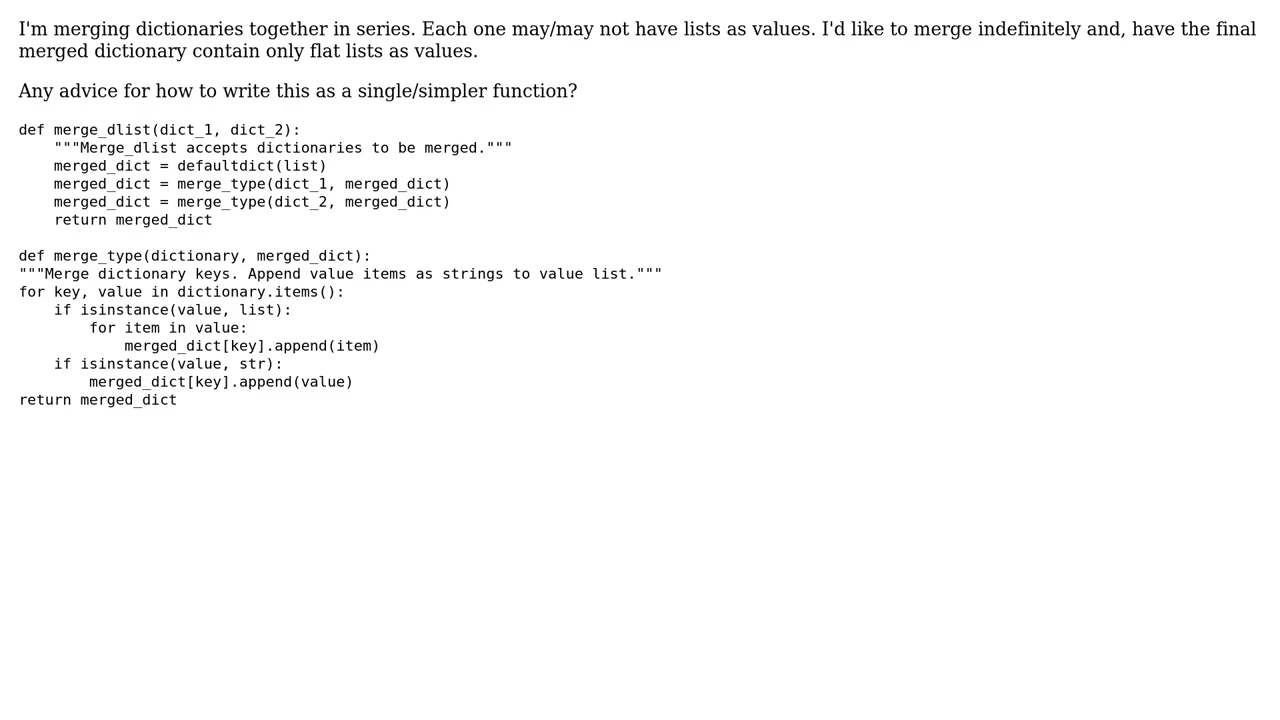 I'm merging dictionaries together in series. Each one may/may not have lists as values. I'd like to merge indefinitely and, have the final
merged dictionary contain only flat lists as values.

Any advice for how to write this as a single/simpler function?

def merge_dlist(dict_1, dict_2):
    """Merge_dlist accepts dictionaries to be merged."""
    merged_dict = defaultdict(list)
    merged_dict = merge_type(dict_1, merged_dict)
    merged_dict = merge_type(dict_2, merged_dict)
    return merged_dict

def merge_type(dictionary, merged_dict):
"""Merge dictionary keys. Append value items as strings to value list."""
for key, value in dictionary.items():
    if isinstance(value, list):
        for item in value:
            merged_dict[key].append(item)
    if isinstance(value, str):
        merged_dict[key].append(value)
return merged_dict